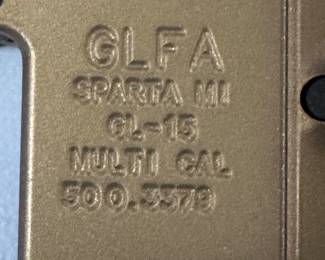 GLFA
SPARTA MI
GL-15
MULTI CAL
500.3379